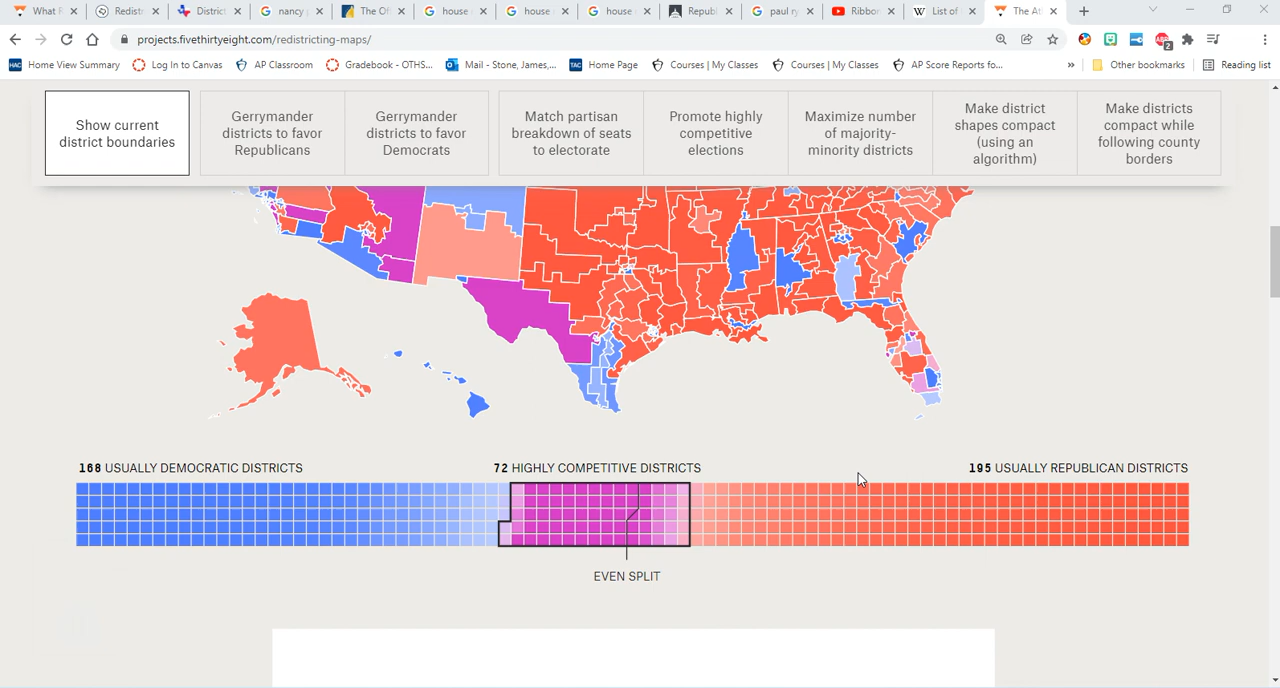 What F
Redistr
District
nancy
The Of
house
house
house
Republ
paul ry
Ribbon
List of
The At
projects.fivethirtyeight.com/redistricting-maps/
2
Home View Summary
Log In to Canvas
AP Classroom
Gradebook - OTHS...
Mail - Stone, James,...
Home Page
Courses | My Classes
Courses | My Classes
AP Score Reports fo...
»
Other bookmarks
Reading list
Show current
district boundaries
Gerrymander
districts to favor
Republicans
Gerrymander
districts to favor
Democrats
Match partisan
breakdown of seats
to electorate
Promote highly
competitive
elections
Maximize number
of majority-
minority districts
Make district
shapes compact
(using an
algorithm)
Make districts
compact while
following county
borders
168 USUALLY DEMOCRATIC DISTRICTS
72 HIGHLY COMPETITIVE DISTRICTS
195 USUALLY REPUBLICAN DISTRICTS
EVEN SPLIT